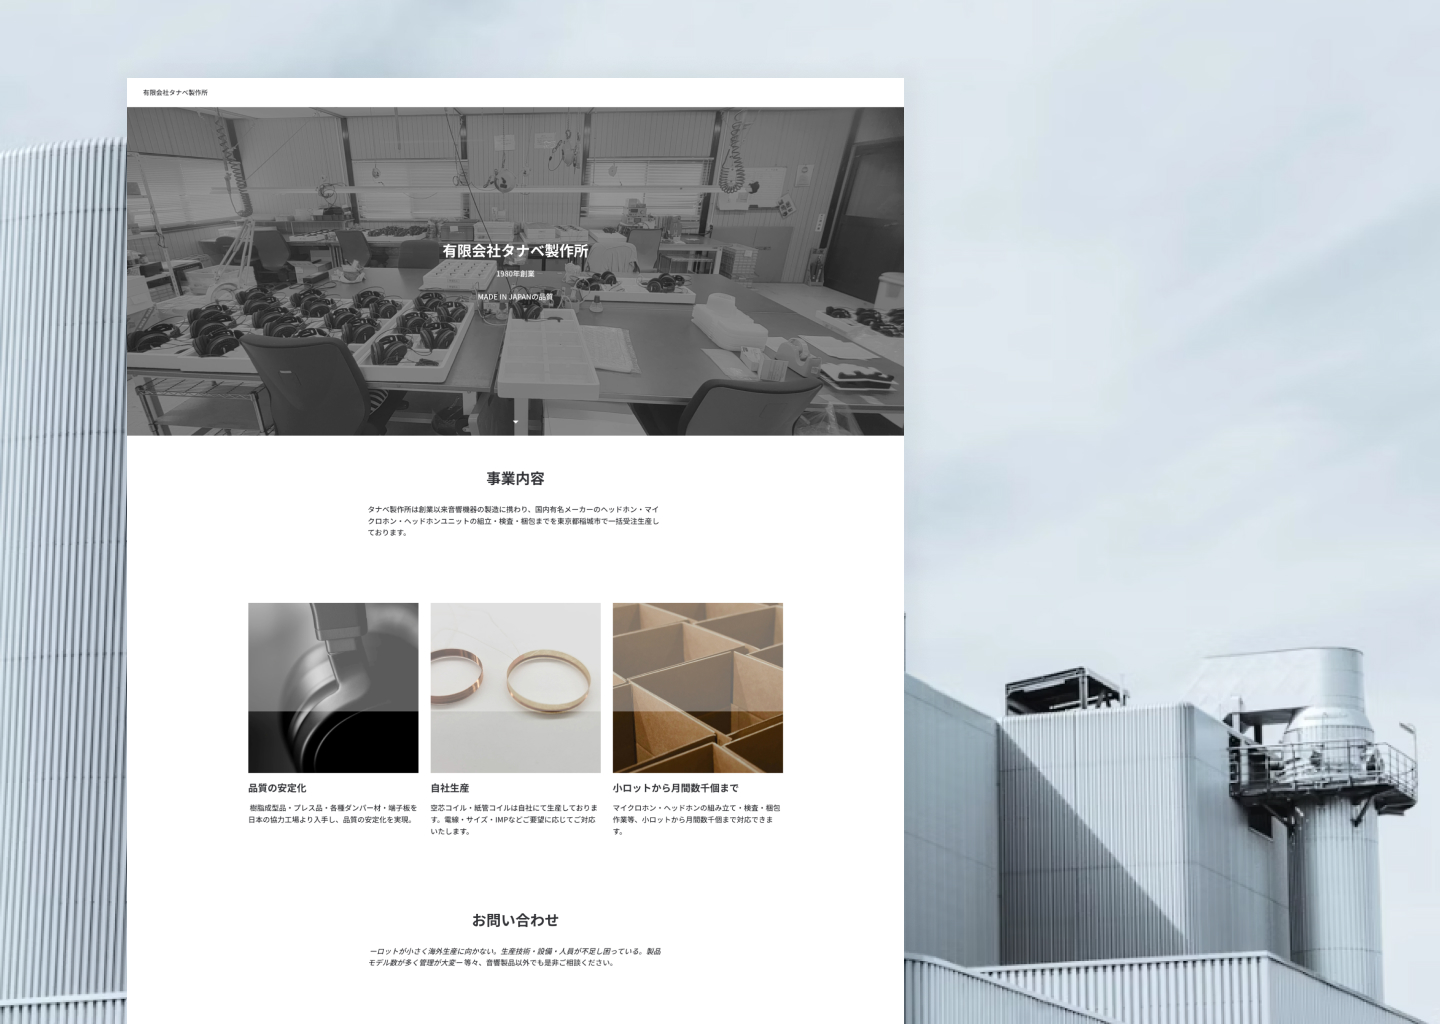 有限会社タナベ製作所
有限会社タナベ製作所
1980年創業
MADE IN JAPANの品質
事業内容
タナベ製作所は創業以来音響機器の製造に携わり、国内有名メーカーのヘッドホン・マイ
クロホン・ヘッドホンユニットの組立・検査・梱包までを東京都稲城市で一括受注生産し
ております。
品質の安定化
樹脂成型品・プレス品・各種ダンパー材・端子板を
日本の協力工場より入手し、品質の安定化を実現。
自社生産
空芯コイル・紙管コイルは自社にて生産しておりま
す。電線・サイズ・IMPなどご要望に応じてご対応
いたします。
小ロットから月間数千個まで
マイクロホン・ヘッドホンの組み立て・検査・梱包
作業等、小ロットから月間数千個まで対応できま
す。
お問い合わせ
ーロットが小さく海外生産に向かない。生産技術・設備・人員が不足し困っている。製品
モデル数が多く管理が大変ー等々、音響製品以外でも是非ご相談ください。